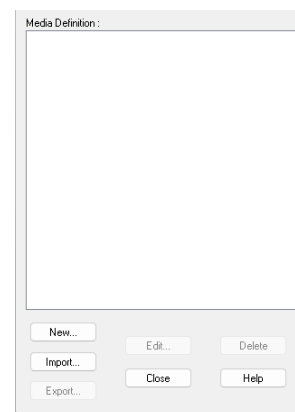 Media Definition :
New...
Edit...
Delete
Import...
Close
Help
Export...